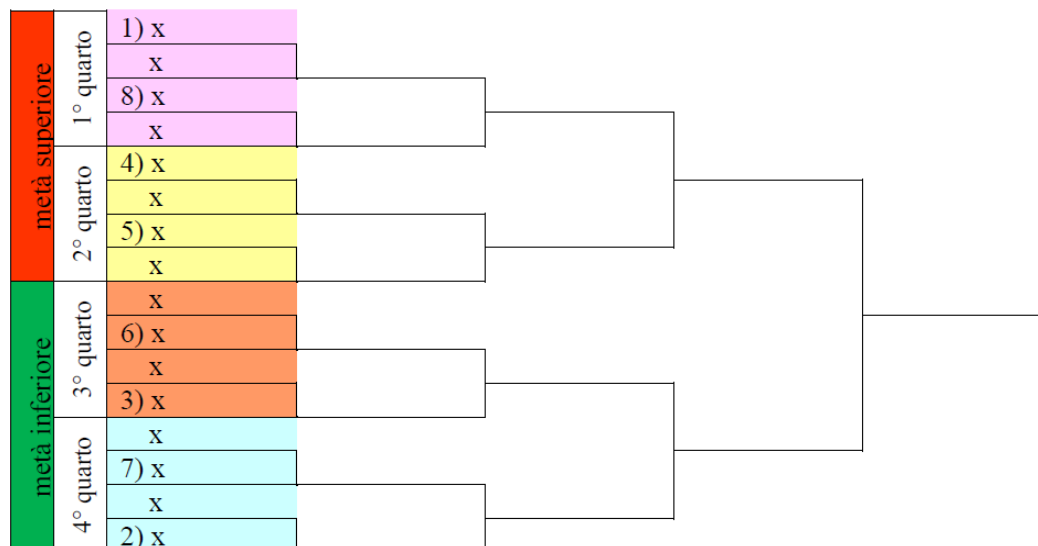 metà superiore
1° quarto
1) x
x
8) x
x
2° quarto
4) x
x
5) x
x
metà inferiore
3° quarto
x
6) x
x
3) x
4° quarto
x
7) x
x
2) x